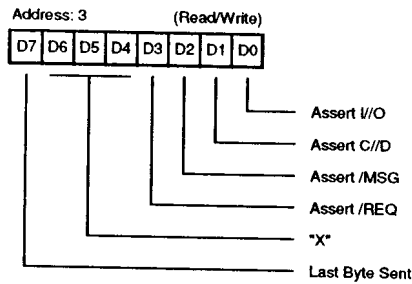 Address: 3 (Read/Write)
D7 D6 D5 D4 D3 D2 D1 D0
Assert I//O
Assert C//D
Assert /MSG
Assert /REQ
"X"
Last Byte Sent